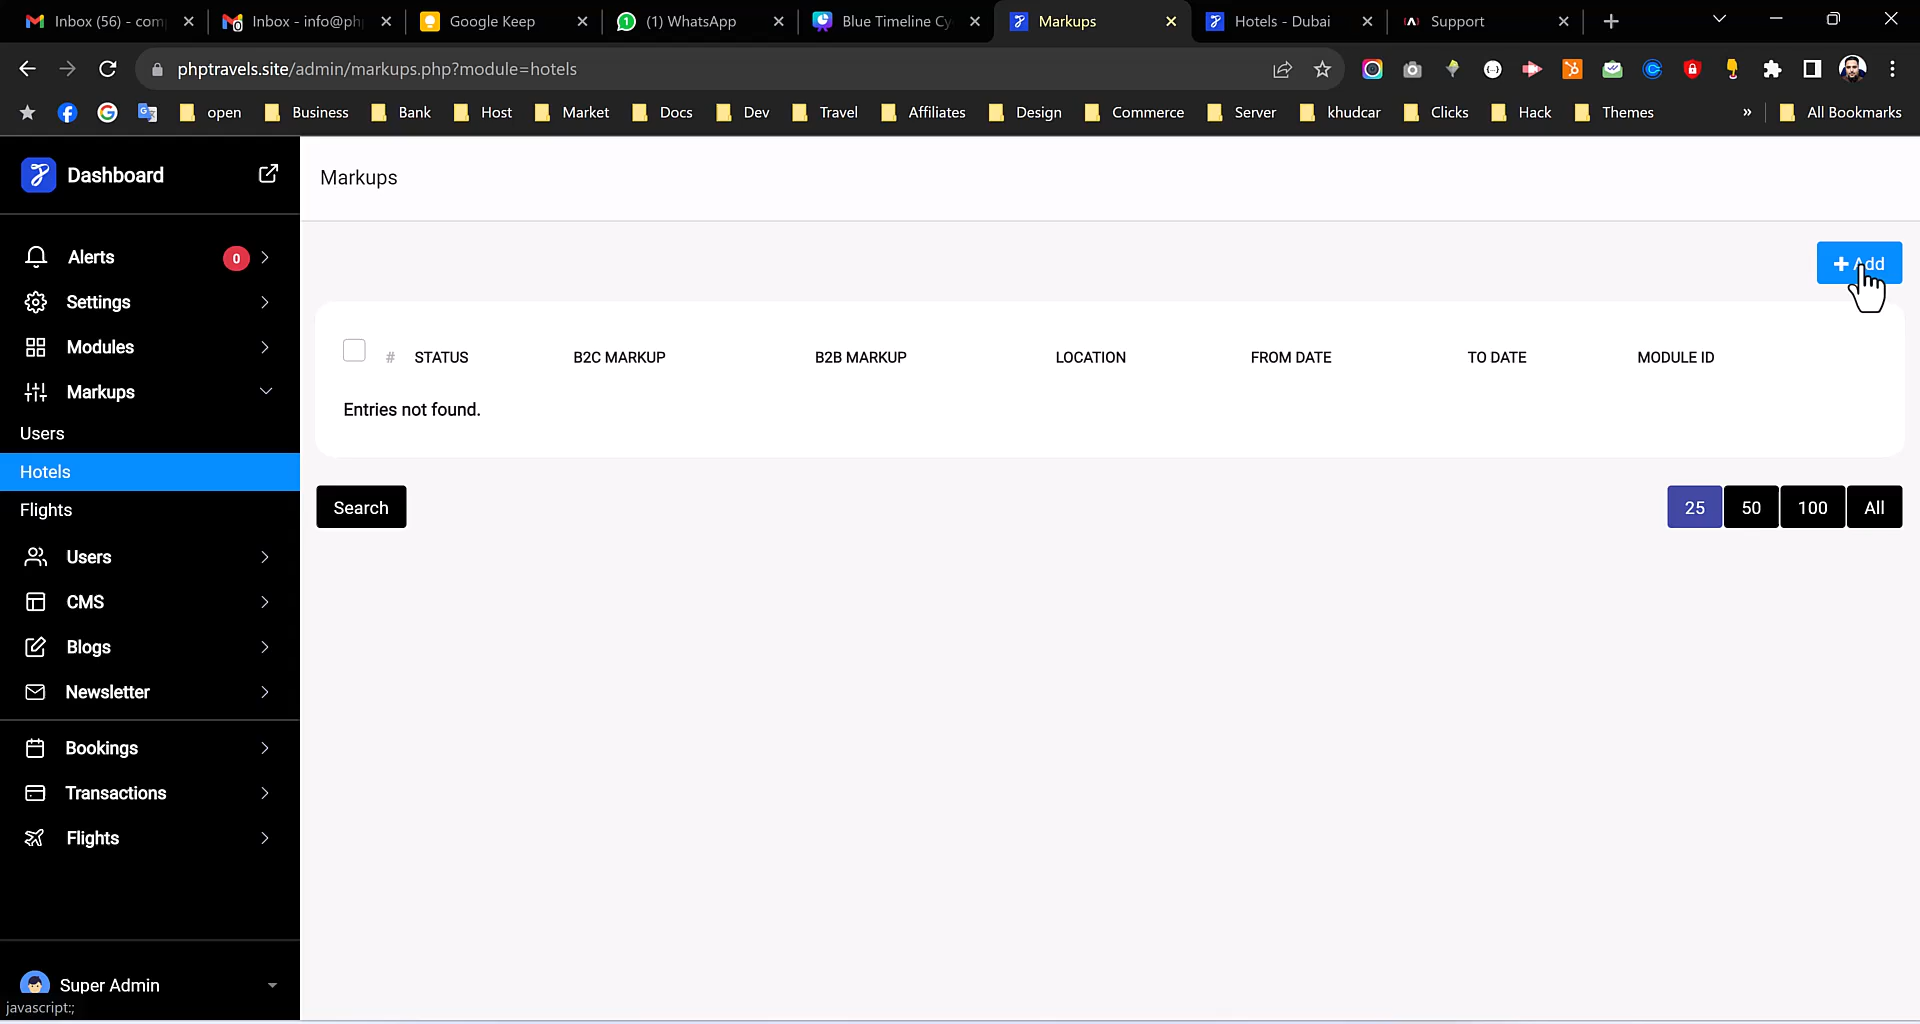 Inbox (56) - com
Inbox - info@ph
Google Keep
(1) WhatsApp
Blue Timeline Cy
Markups
Hotels - Dubai
Support
phptravels.site/admin/markups.php?module=hotels
open
Business
Bank
Host
Market
Docs
Dev
Travel
Affiliates
Design
Commerce
Server
khudcar
Clicks
Hack
Themes
»
All Bookmarks
Dashboard
Markups
Alerts
0
Settings
Modules
Markups
Users
Hotels
Flights
Users
CMS
Blogs
Newsletter
Bookings
Transactions
Flights
Super Admin
javascript:;
+ Add
# STATUS B2C MARKUP B2B MARKUP LOCATION FROM DATE TO DATE MODULE ID
Entries not found.
Search
25 50 100 All